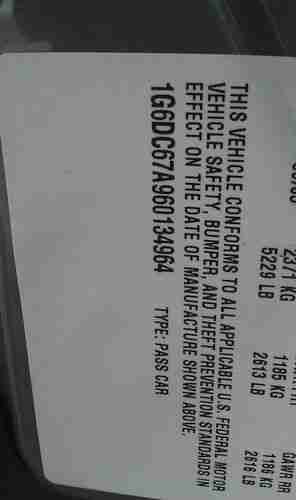 GAWR RR
2371 KG 1185 KG 1186 KG
5229 LB 2613 LB 2616 LB
THIS VEHICLE CONFORMS TO ALL APPLICABLE U.S. FEDERAL MOTOR
VEHICLE SAFETY, BUMPER, AND THEFT PREVENTION STANDARDS IN
EFFECT ON THE DATE OF MANUFACTURE SHOWN ABOVE.
1G6DC67A960134964 TYPE: PASS CAR